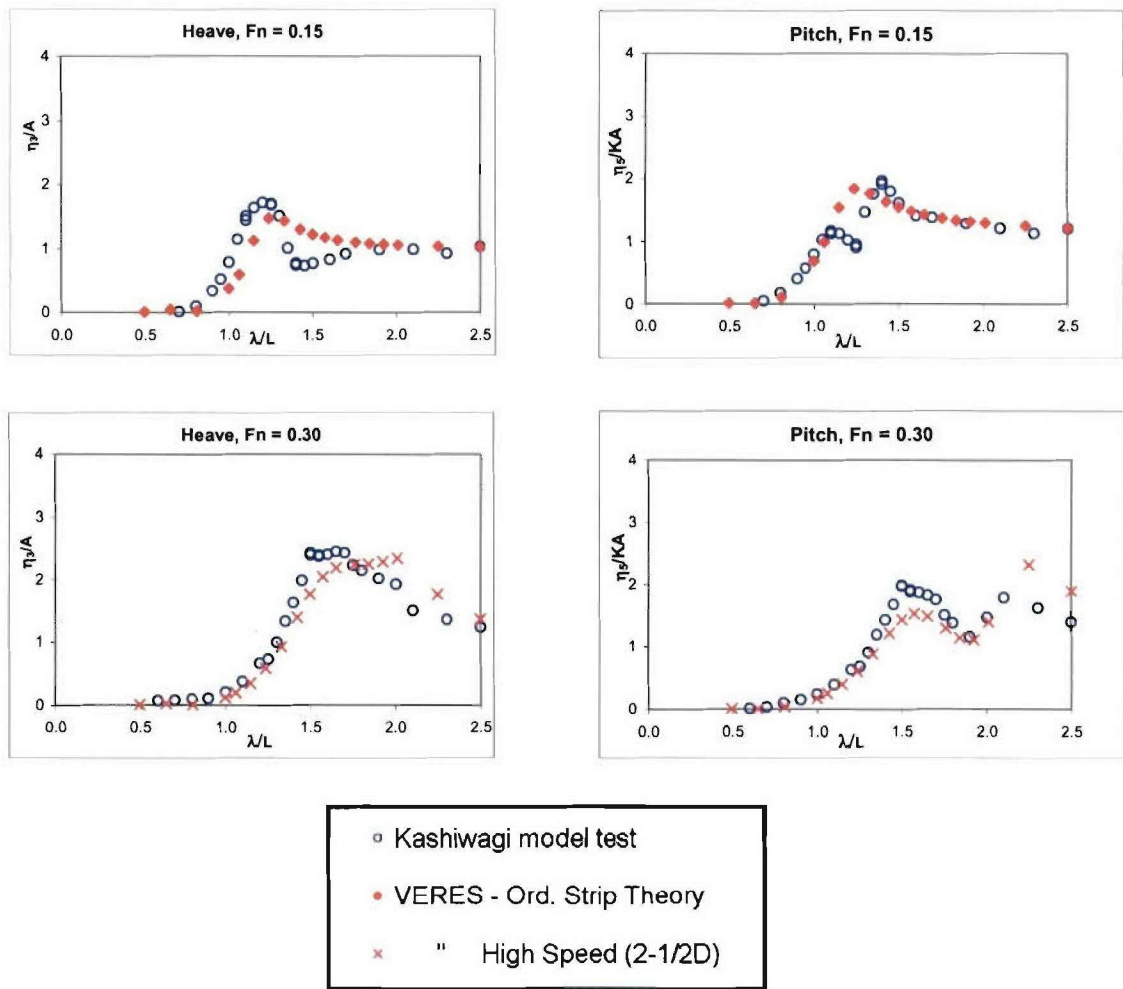 Heave, Fn = 0.15
4
3
2
1
0
η₃/A
0.0 0.5 1.0 1.5 2.0 2.5
λ/L
Pitch, Fn = 0.15
4
3
2
1
0
η₅/KA
0.0 0.5 1.0 1.5 2.0 2.5
λ/L
Heave, Fn = 0.30
4
3
2
1
0
η₃/A
0.0 0.5 1.0 1.5 2.0 2.5
λ/L
Pitch, Fn = 0.30
4
3
2
1
0
η₅/KA
0.0 0.5 1.0 1.5 2.0 2.5
λ/L
Kashiwagi model test
VERES - Ord. Strip Theory
" High Speed (2-1/2D)